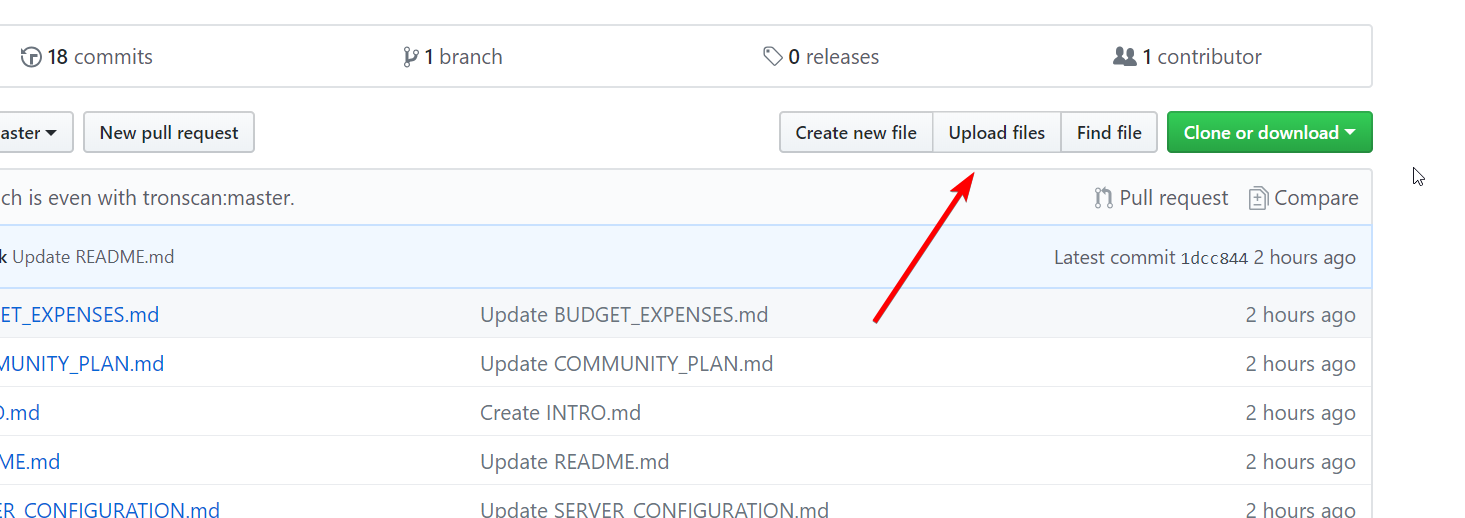 18 commits 1 branch 0 releases 1 contributor
aster New pull request Create new file Upload files Find file Clone or download
ch is even with tronscan:master. Pull request Compare
k Update README.md Latest commit 1dcc844 2 hours ago
ET_EXPENSES.md Update BUDGET_EXPENSES.md 2 hours ago
MUNITY_PLAN.md Update COMMUNITY_PLAN.md 2 hours ago
O.md Create INTRO.md 2 hours ago
ME.md Update README.md 2 hours ago
ER_CONFIGURATION.md Update SERVER_CONFIGURATION.md 2 hours ago